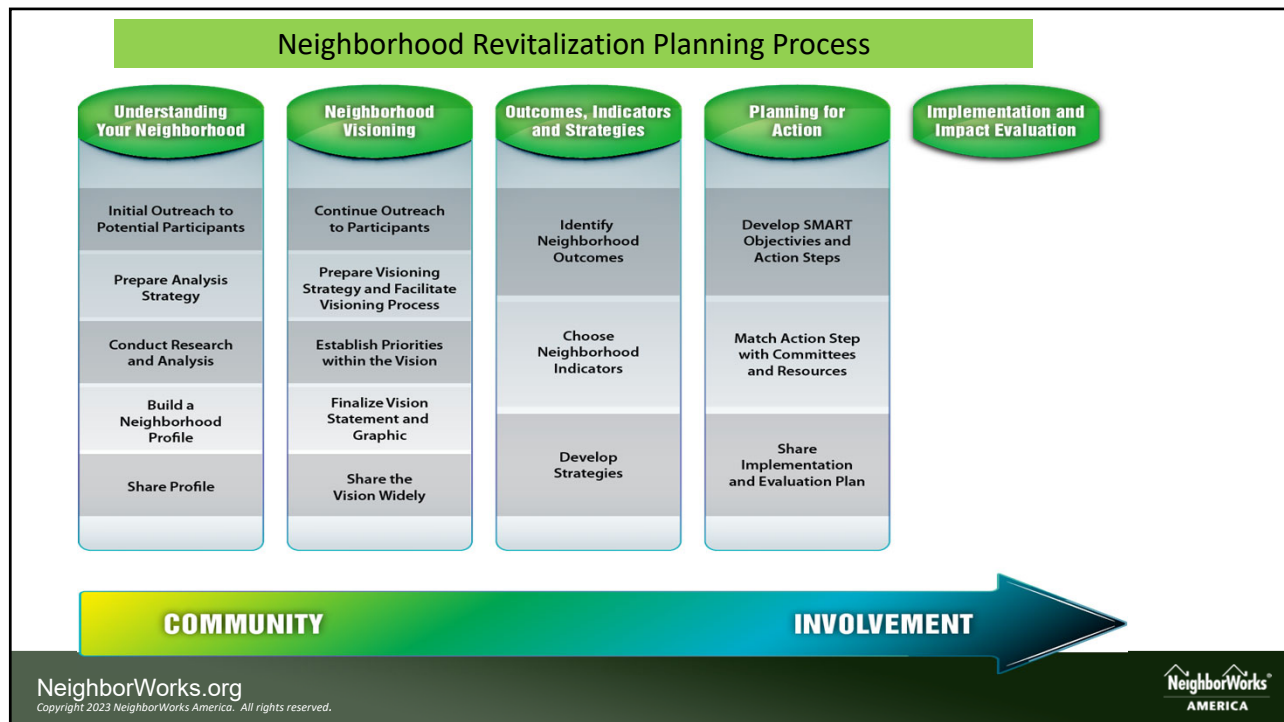 Neighborhood Revitalization Planning Process
Understanding
Your Neighborhood
Initial Outreach to
Potential Participants
Prepare Analysis
Strategy
Conduct Research
and Analysis
Build a
Neighborhood
Profile
Share Profile
Neighborhood
Visioning
Continue Outreach
to Participants
Prepare Visioning
Strategy and Facilitate
Visioning Process
Establish Priorities
within the Vision
Finalize Vision
Statement and
Graphic
Share the
Vision Widely
Outcomes, Indicators
and Strategies
Identify
Neighborhood
Outcomes
Choose
Neighborhood
Indicators
Develop
Strategies
Planning for
Action
Develop SMART
Objectivies and
Action Steps
Match Action Step
with Committees
and Resources
Share
Implementation
and Evaluation Plan
Implementation and
Impact Evaluation
COMMUNITY INVOLVEMENT
NeighborWorks.org
Copyright 2023 NeighborWorks America. All rights reserved.
NeighborWorks®
AMERICA